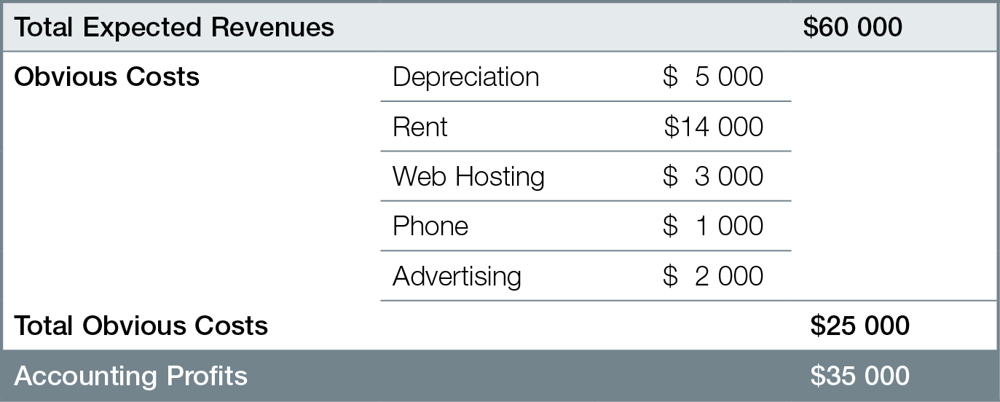 Total Expected Revenues $60 000
Obvious Costs Depreciation $ 5 000
Rent $14 000
Web Hosting $ 3 000
Phone $ 1 000
Advertising $ 2 000
Total Obvious Costs $25 000
Accounting Profits $35 000